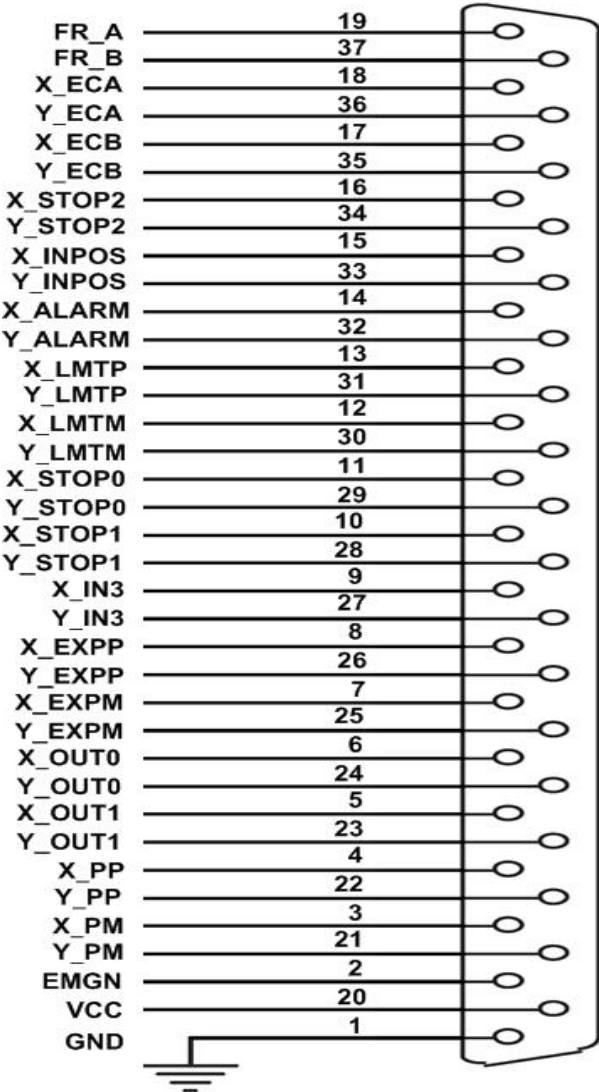 FR_A 19
FR_B 37
X_ECA 18
Y_ECA 36
X_ECB 17
Y_ECB 35
X_STOP2 16
Y_STOP2 34
X_INPOS 15
Y_INPOS 33
X_ALARM 14
Y_ALARM 32
X_LMTP 13
Y_LMTP 31
X_LMTM 12
Y_LMTM 30
X_STOP0 11
Y_STOP0 29
X_STOP1 10
Y_STOP1 28
X_IN3 9
Y_IN3 27
X_EXPP 8
Y_EXPP 26
X_EXPM 7
Y_EXPM 25
X_OUT0 6
Y_OUT0 24
X_OUT1 5
Y_OUT1 23
X_PP 4
Y_PP 22
X_PM 3
Y_PM 21
EMGN 2
VCC 20
GND 1